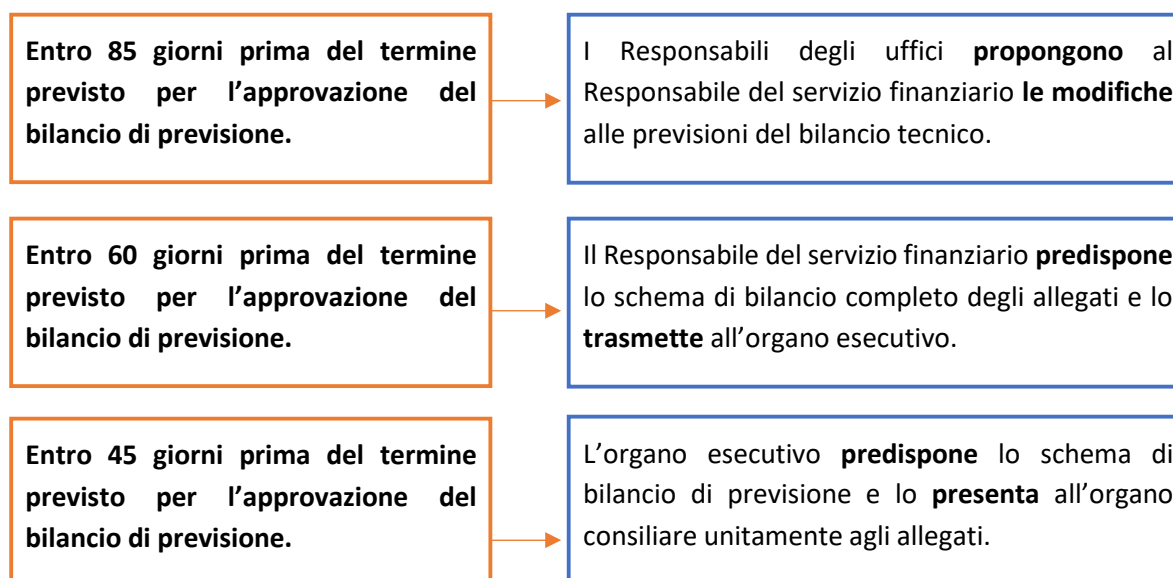 Entro 85 giorni prima del termine
previsto per l’approvazione del
bilancio di previsione.
I Responsabili degli uffici propongono al
Responsabile del servizio finanziario le modifiche
alle previsioni del bilancio tecnico.
Entro 60 giorni prima del termine
previsto per l’approvazione del
bilancio di previsione.
Il Responsabile del servizio finanziario predispone
lo schema di bilancio completo degli allegati e lo
trasmette all’organo esecutivo.
Entro 45 giorni prima del termine
previsto per l’approvazione del
bilancio di previsione.
L’organo esecutivo predispone lo schema di
bilancio di previsione e lo presenta all’organo
consiliare unitamente agli allegati.